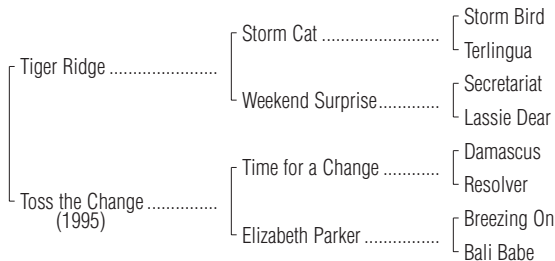 Storm Bird
Storm Cat ........................
Terlingua
Tiger Ridge ......................
Secretariat
Weekend Surprise.............
Lassie Dear
Damascus
Time for a Change ............
Resolver
Toss the Change ..............
(1995)
Breezing On
Elizabeth Parker ................
Bali Babe